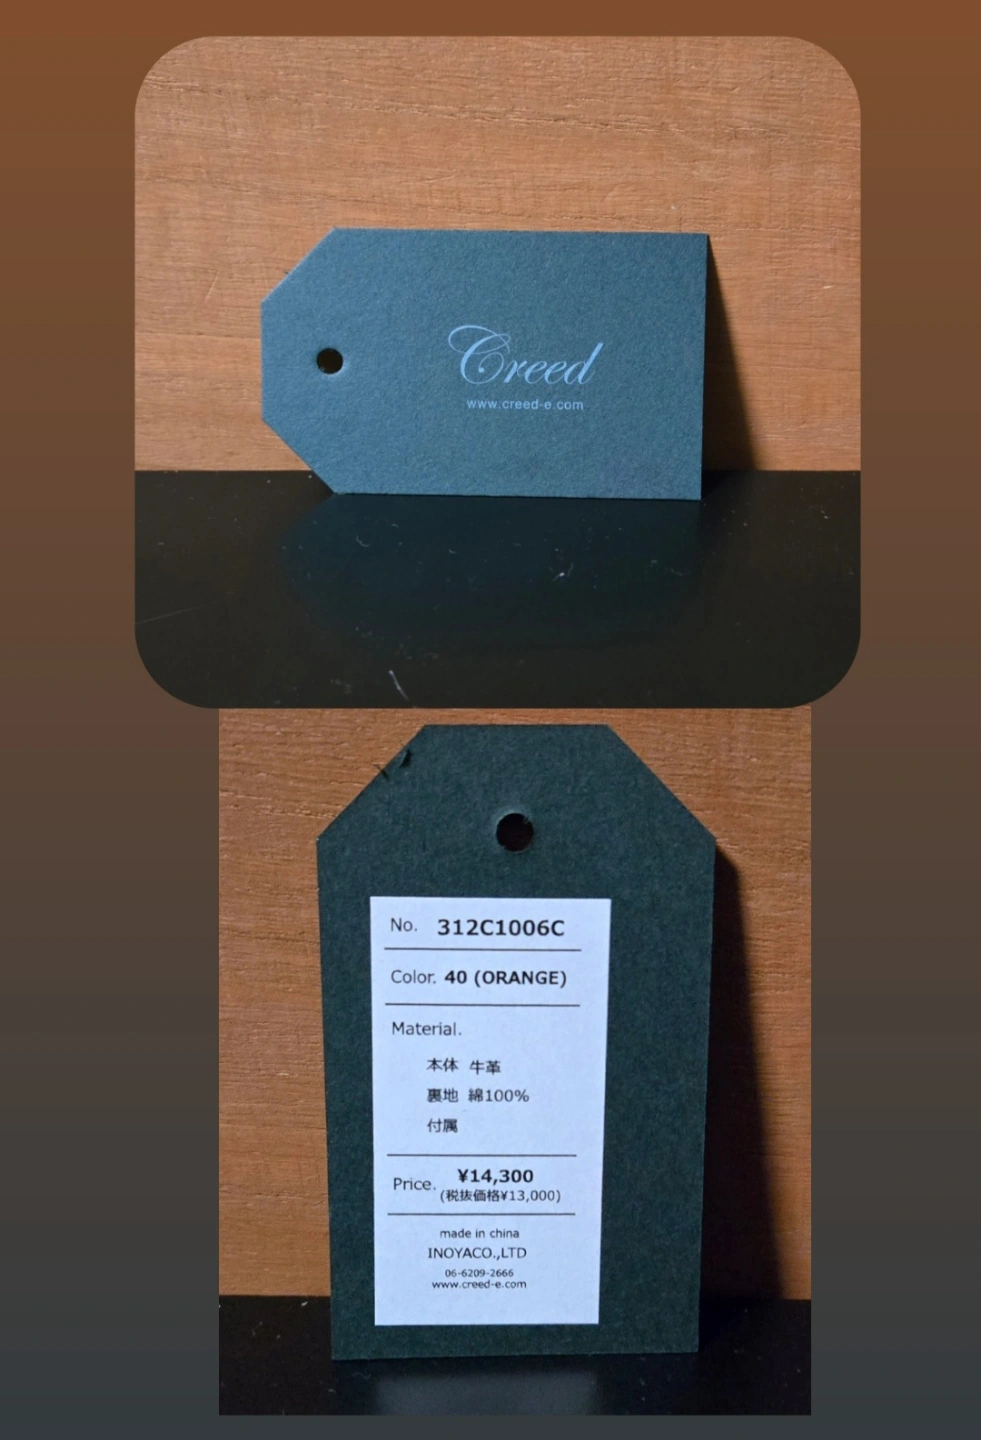 Creed
www.creed-e.com
No. 312C1006C
Color. 40 (ORANGE)
Material.
本体 牛革
裏地 綿100%
付属
Price. ¥14,300
(税抜価格¥13,000)
made in china
INOYACO.,LTD
06-6209-2666
www.creed-e.com